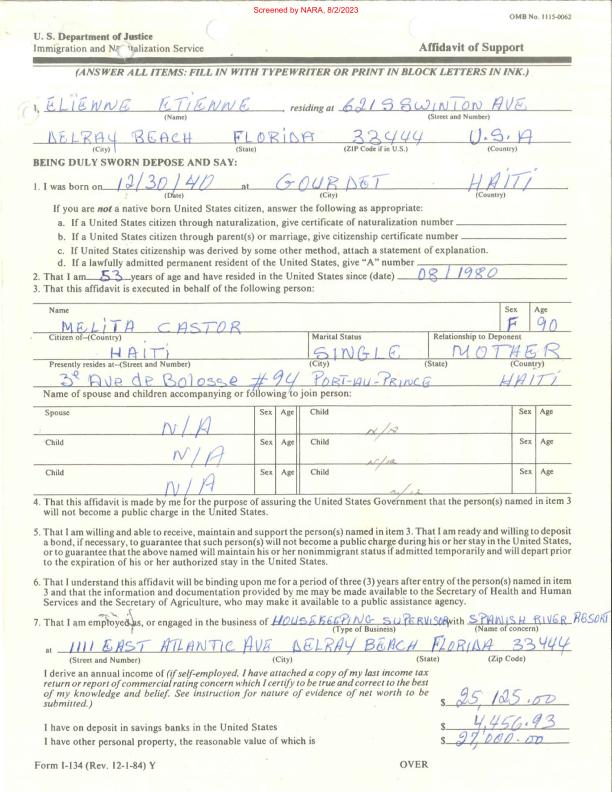 Screened by NARA, 8/2/2023
OMB No. 1115-0062
U. S. Department of Justice
Immigration and Naturalization Service
Affidavit of Support
(ANSWER ALL ITEMS: FILL IN WITH TYPEWRITER OR PRINT IN BLOCK LETTERS IN INK.)
I, ELIENNE ETIENNE, residing at 621 S SWINTON AVE
(Name) (Street and Number)
DELRAY BEACH FLORIDA 33444 U.S.A
(City) (State) (ZIP Code if in U.S.) (Country)
BEING DULY SWORN DEPOSE AND SAY:
1. I was born on 12/30/40 at GOURDET HAITI
(Date) (City) (Country)
If you are not a native born United States citizen, answer the following as appropriate:
a. If a United States citizen through naturalization, give certificate of naturalization number
b. If a United States citizen through parent(s) or marriage, give citizenship certificate number
c. If United States citizenship was derived by some other method, attach a statement of explanation.
d. If a lawfully admitted permanent resident of the United States, give "A" number
2. That I am 53 years of age and have resided in the United States since (date) 08/1980
3. That this affidavit is executed in behalf of the following person:
Name Sex Age
MELITA CASTOR F 90
Citizen of-(Country) Marital Status Relationship to Deponent
HAITI SINGLE MOTHER
Presently resides at-(Street and Number) (City) (State) (Country)
3e Ave de Bolosse #94 PORT-AU-PRINCE HAITI
Name of spouse and children accompanying or following to join person:
Spouse Sex Age Child Sex Age
N/A N/A
Child Sex Age Child Sex Age
N/A N/A
Child Sex Age Child Sex Age
N/A N/A
4. That this affidavit is made by me for the purpose of assuring the United States Government that the person(s) named in item 3
will not become a public charge in the United States.
5. That I am willing and able to receive, maintain and support the person(s) named in item 3. That I am ready and willing to deposit
a bond, if necessary, to guarantee that such person(s) will not become a public charge during his or her stay in the United States,
or to guarantee that the above named will maintain his or her nonimmigrant status if admitted temporarily and will depart prior
to the expiration of his or her authorized stay in the United States.
6. That I understand this affidavit will be binding upon me for a period of three (3) years after entry of the person(s) named in item
3 and that the information and documentation provided by me may be made available to the Secretary of Health and Human
Services and the Secretary of Agriculture, who may make it available to a public assistance agency.
7. That I am employed as, or engaged in the business of HOUSEKEEPING SUPERVISOR with SPANISH RIVER RESORT
(Type of Business) (Name of concern)
at 1111 EAST ATLANTIC AVE DELRAY BEACH FLORIDA 33444
(Street and Number) (City) (State) (Zip Code)
I derive an annual income of (if self-employed. I have attached a copy of my last income tax
return or report of commercial rating concern which I certify to be true and correct to the best
of my knowledge and belief. See instruction for nature of evidence of net worth to be
submitted.) $ 25,125.00
I have on deposit in savings banks in the United States $ 4,456.93
I have other personal property, the reasonable value of which is $ 27,000.00
Form I-134 (Rev. 12-1-84) Y OVER